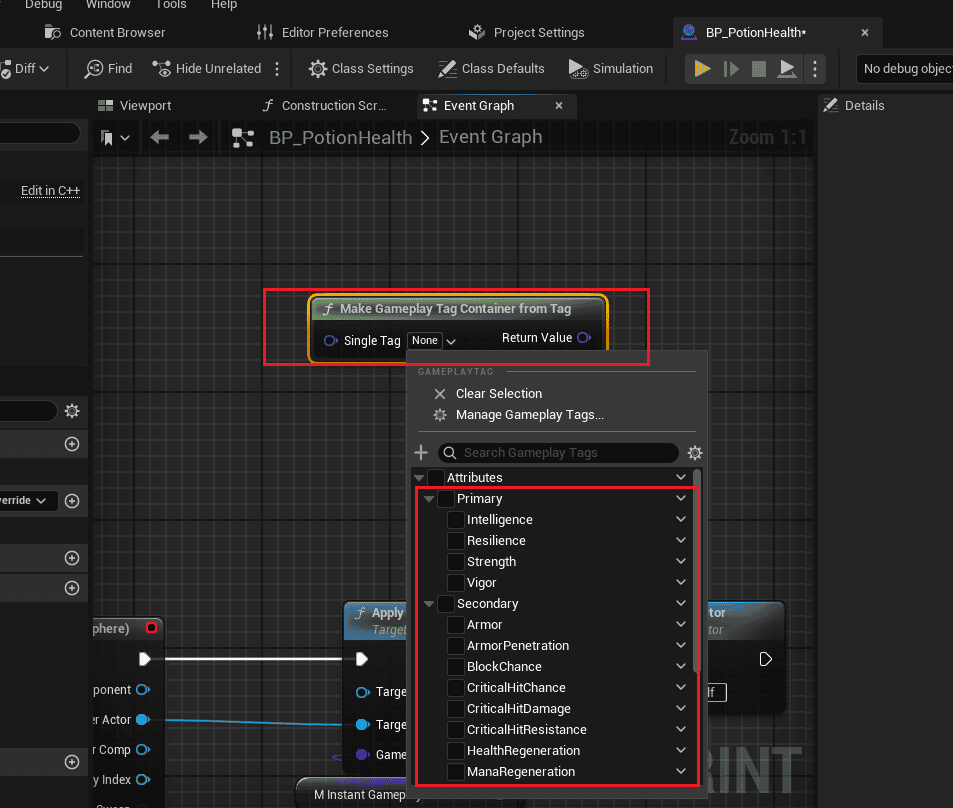 Debug Window Tools Help
Content Browser Editor Preferences Project Settings BP_PotionHealth*
Diff Find Hide Unrelated Class Settings Class Defaults Simulation No debug objec
Viewport Construction Scr... Event Graph Details
BP_PotionHealth > Event Graph Zoom 1:1
Edit in C++
f Make Gameplay Tag Container from Tag
Single Tag None Return Value
GAMEPLAYTAG
Clear Selection
Manage Gameplay Tags...
Search Gameplay Tags
Attributes
Primary
Intelligence
Resilience
Strength
Vigor
Secondary
Armor
ArmorPenetration
BlockChance
CriticalHitChance
CriticalHitDamage
CriticalHitResistance
HealthRegeneration
ManaRegeneration
verride
phere)
ponent
er Actor
r Comp
y Index
f Apply
Target
Targe
Targe
Game
M Instant Gamepl
tor
tor
lf
RINT